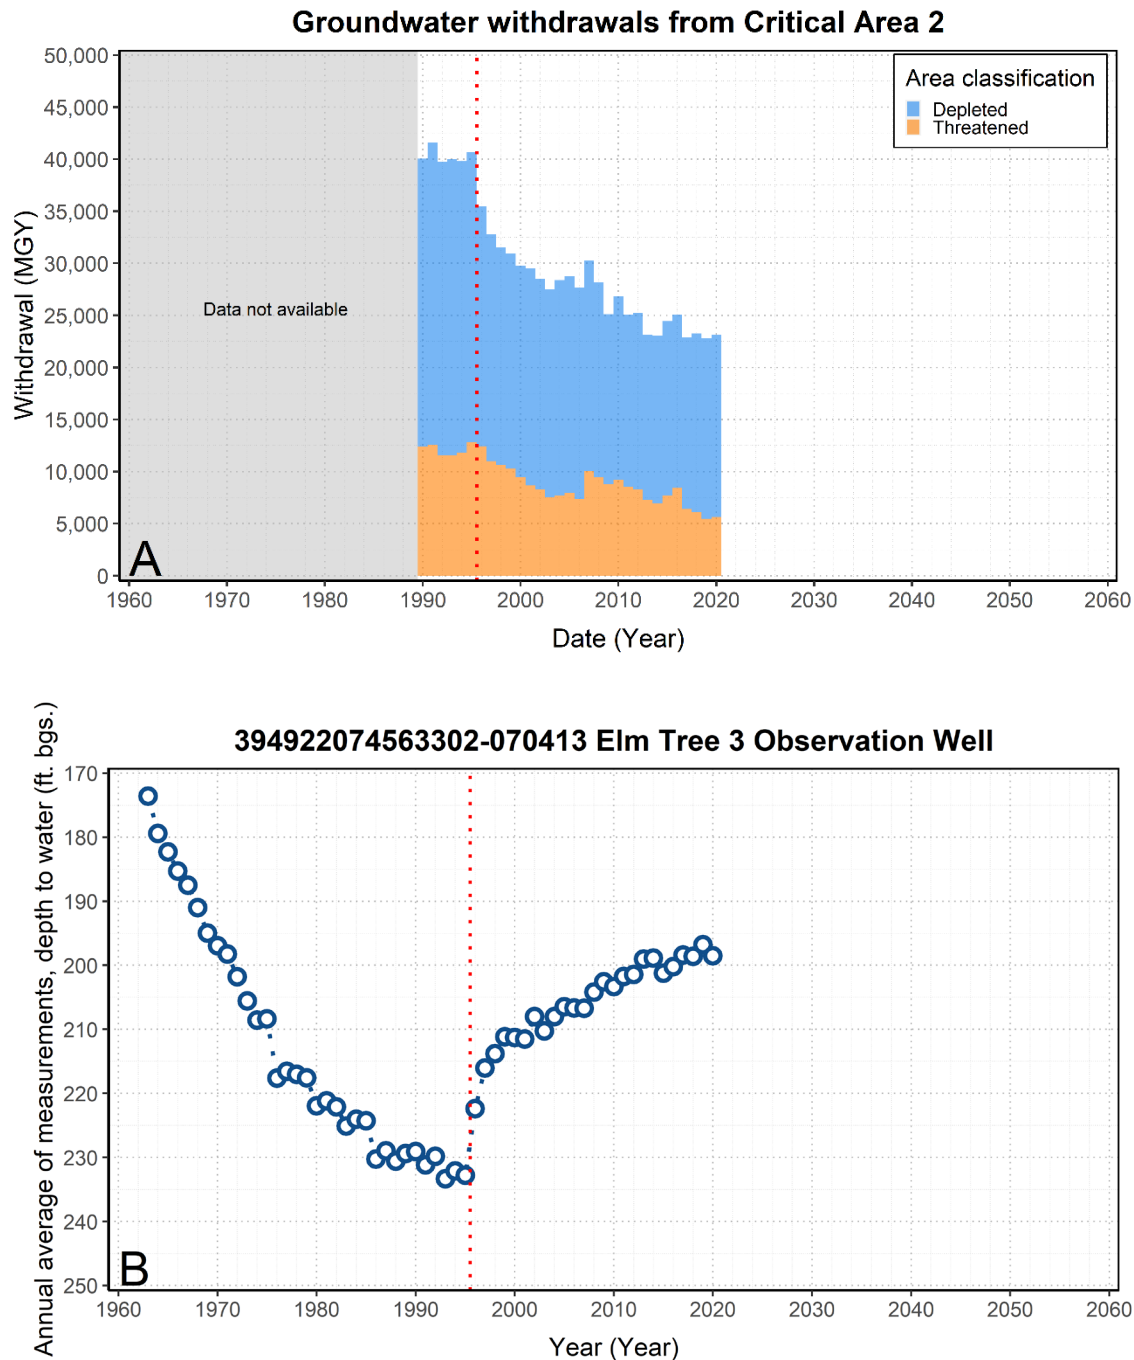 Groundwater withdrawals from Critical Area 2
Withdrawal (MGY)
50,000
45,000
40,000
35,000
30,000
25,000
20,000
15,000
10,000
5,000
0
Area classification
Depleted
Threatened
Data not available
A
1960 1970 1980 1990 2000 2010 2020 2030 2040 2050 2060
Date (Year)
394922074563302-070413 Elm Tree 3 Observation Well
Annual average of measurements, depth to water (ft. bgs.)
170
180
190
200
210
220
230
240
250
B
1960 1970 1980 1990 2000 2010 2020 2030 2040 2050 2060
Year (Year)